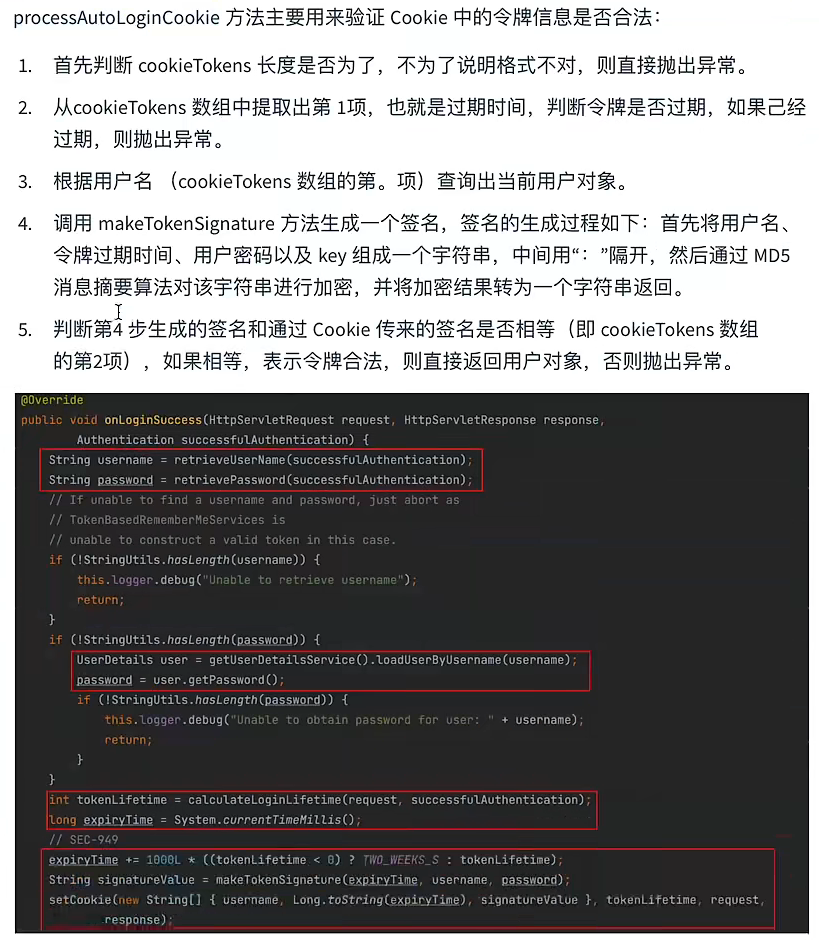 processAutoLoginCookie 方法主要用来验证 Cookie 中的令牌信息是否合法：
1. 首先判断 cookieTokens 长度是否为了，不为了说明格式不对，则直接抛出异常。
2. 从cookieTokens 数组中提取出第 1项，也就是过期时间，判断令牌是否过期，如果己经
过期，则抛出异常。
3. 根据用户名 （cookieTokens 数组的第。项）查询出当前用户对象。
4. 调用 makeTokenSignature 方法生成一个签名，签名的生成过程如下：首先将用户名、
令牌过期时间、用户密码以及 key 组成一个宇符串，中间用“：”隔开，然后通过 MD5
消息摘要算法对该宇符串进行加密，并将加密结果转为一个字符串返回。
5. 判断第4 步生成的签名和通过 Cookie 传来的签名是否相等（即 cookieTokens 数组
的第2项），如果相等，表示令牌合法，则直接返回用户对象，否则抛出异常。
@Override
public void onLoginSuccess(HttpServletRequest request, HttpServletResponse response,
Authentication successfulAuthentication) {
String username = retrieveUserName(successfulAuthentication);
String password = retrievePassword(successfulAuthentication);
// If unable to find a username and password, just abort as
// TokenBasedRememberMeServices is
// unable to construct a valid token in this case.
if (!StringUtils.hasLength(username)) {
this.logger.debug("Unable to retrieve username");
return;
}
if (!StringUtils.hasLength(password)) {
UserDetails user = getUserDetailsService().loadUserByUsername(username);
password = user.getPassword();
if (!StringUtils.hasLength(password)) {
this.logger.debug("Unable to obtain password for user: " + username);
return;
}
}
int tokenLifetime = calculateLoginLifetime(request, successfulAuthentication);
long expiryTime = System.currentTimeMillis();
// SEC-949
expiryTime += 1000L * ((tokenLifetime < 0) ? TWO_WEEKS_S : tokenLifetime);
String signatureValue = makeTokenSignature(expiryTime, username, password);
setCookie(new String[] { username, Long.toString(expiryTime), signatureValue }, tokenLifetime, request,
response);